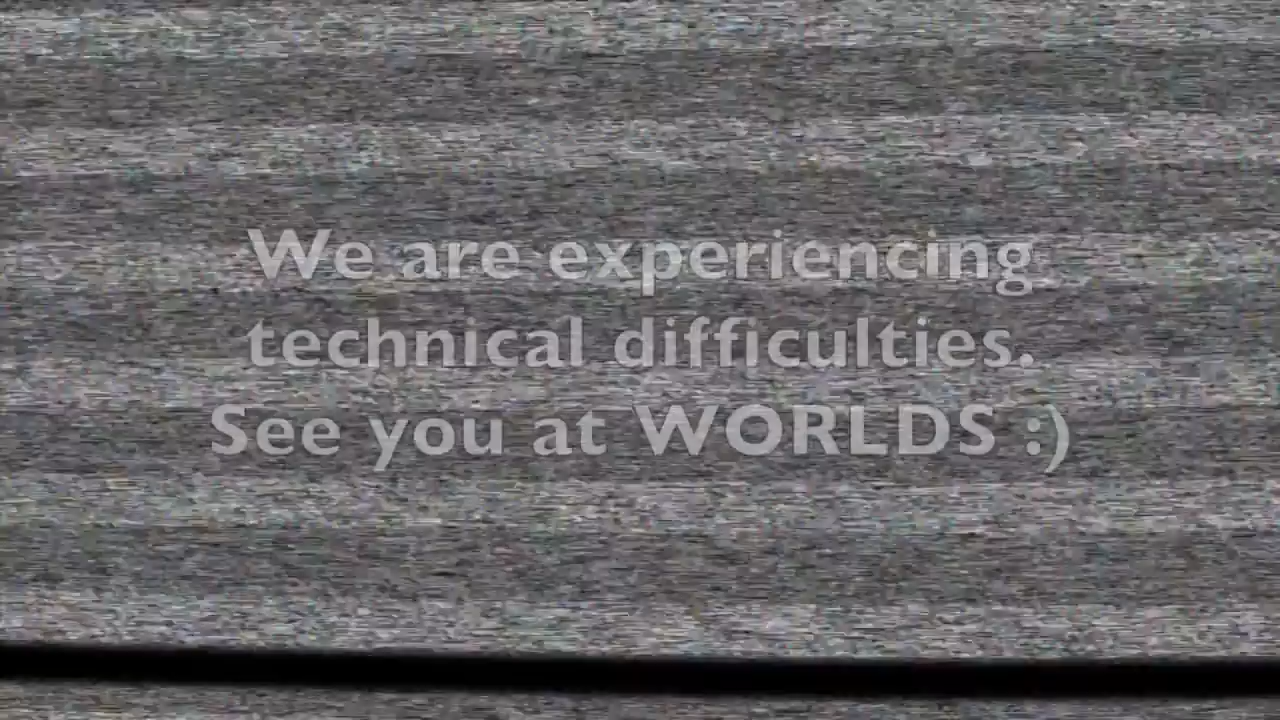 We are experiencing
technical difficulties.
See you at WORLDS :)